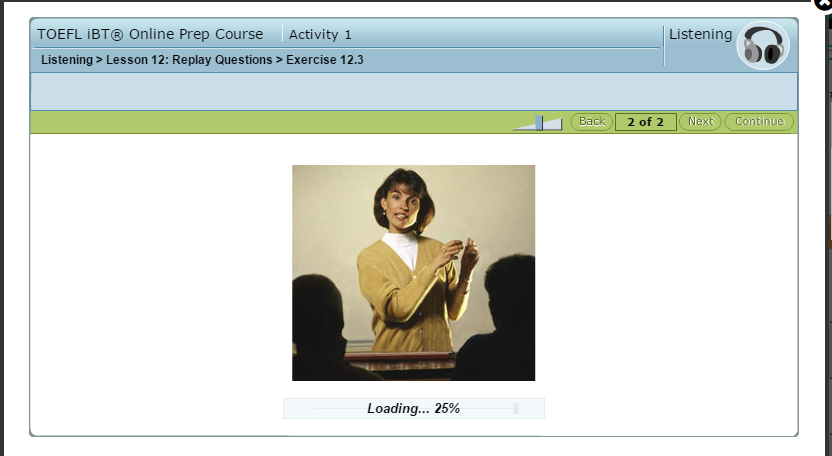 TOEFL iBT® Online Prep Course
Activity 1
Listening
Listening > Lesson 12: Replay Questions > Exercise 12.3
Back
2 of 2
Next
Continue
Loading... 25%